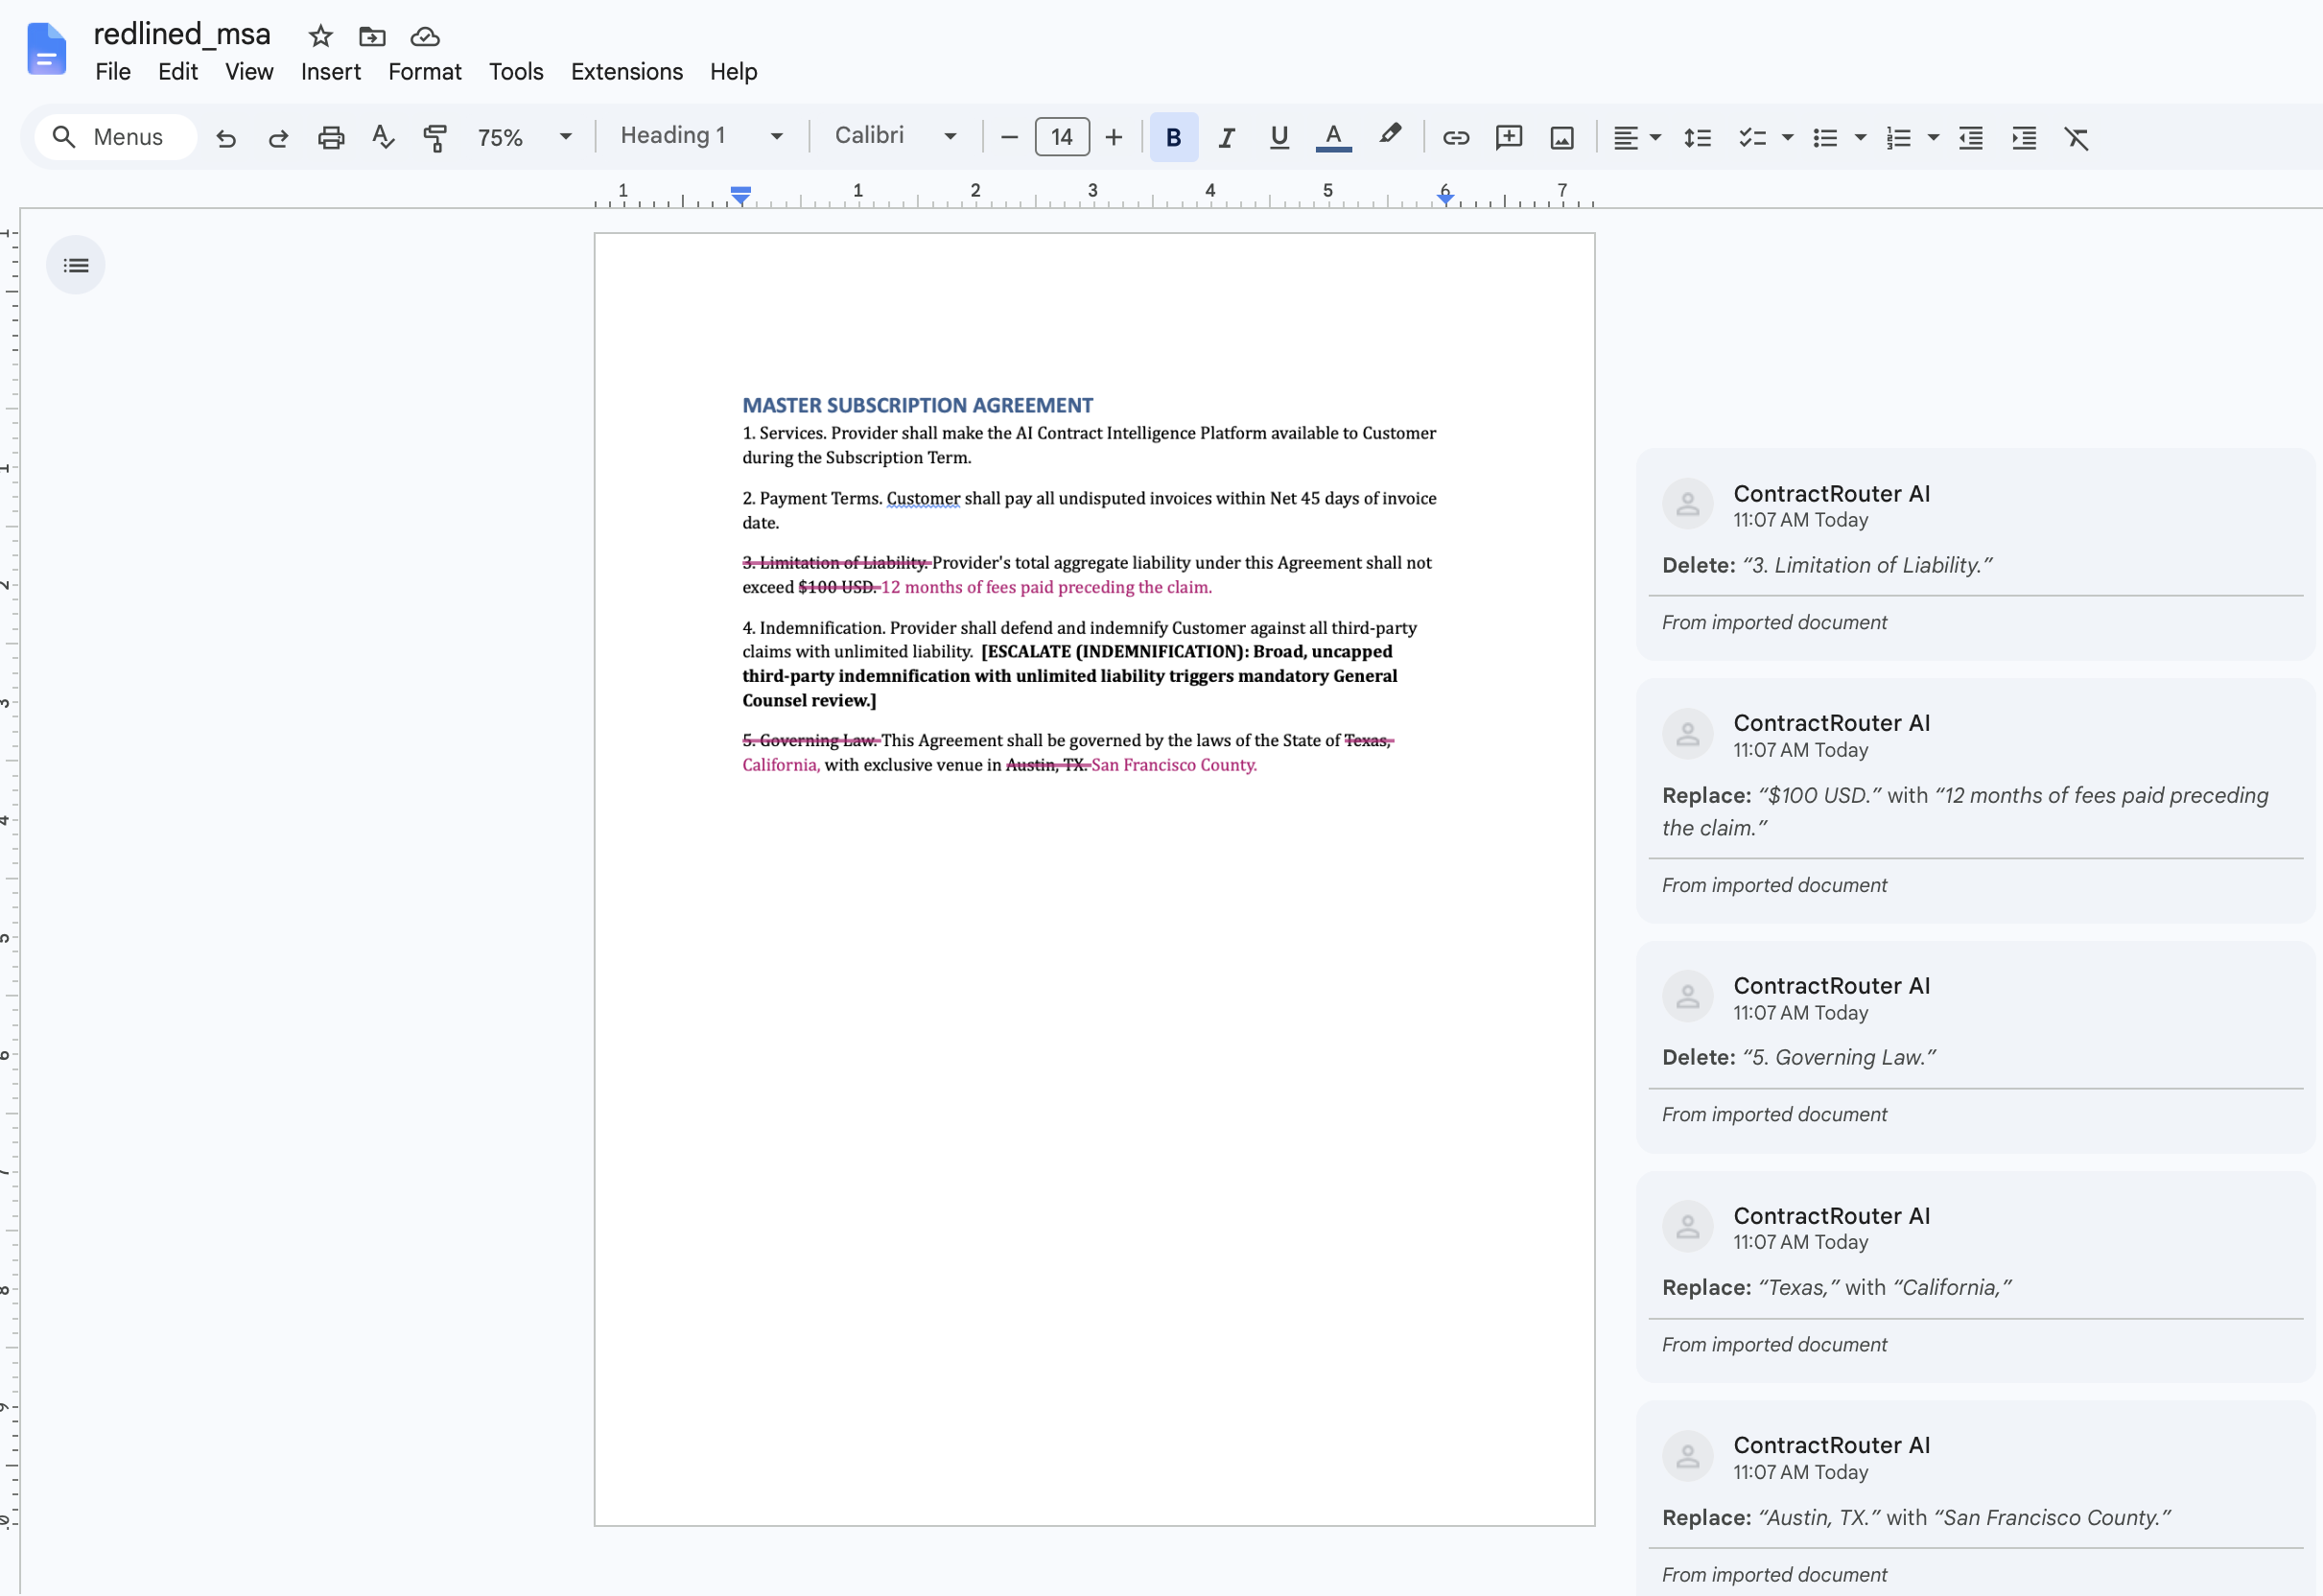 redlined_msa
File Edit View Insert Format Tools Extensions Help
Menus 75% Heading 1 Calibri 14 B I U A
1 1 2 3 4 5 6 7
MASTER SUBSCRIPTION AGREEMENT
1. Services. Provider shall make the AI Contract Intelligence Platform available to Customer
during the Subscription Term.
2. Payment Terms. Customer shall pay all undisputed invoices within Net 45 days of invoice
date.
3. Limitation of Liability. Provider's total aggregate liability under this Agreement shall not
exceed $100 USD. 12 months of fees paid preceding the claim.
4. Indemnification. Provider shall defend and indemnify Customer against all third-party
claims with unlimited liability. [ESCALATE (INDEMNIFICATION): Broad, uncapped
third-party indemnification with unlimited liability triggers mandatory General
Counsel review.]
5. Governing Law. This Agreement shall be governed by the laws of the State of Texas,
California, with exclusive venue in Austin, TX. San Francisco County.
ContractRouter AI
11:07 AM Today
Delete: “3. Limitation of Liability.”
From imported document
ContractRouter AI
11:07 AM Today
Replace: “$100 USD.” with “12 months of fees paid preceding
the claim.”
From imported document
ContractRouter AI
11:07 AM Today
Delete: “5. Governing Law.”
From imported document
ContractRouter AI
11:07 AM Today
Replace: “Texas,” with “California,”
From imported document
ContractRouter AI
11:07 AM Today
Replace: “Austin, TX.” with “San Francisco County.”
From imported document